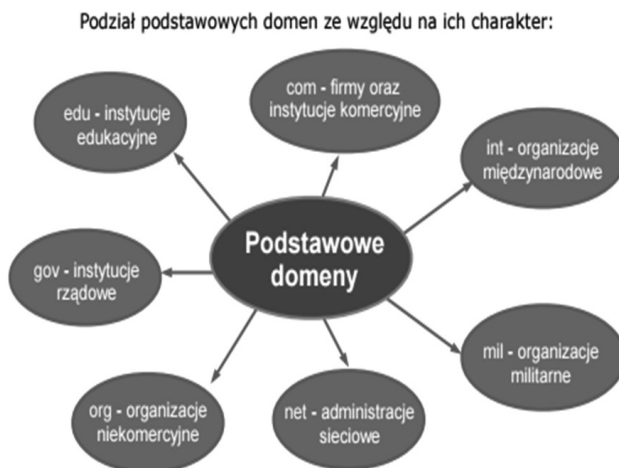 Podział podstawowych domen ze względu na ich charakter:
com - firmy oraz
instytucje komercyjne
edu - instytucje
edukacyjne
int - organizacje
międzynarodowe
Podstawowe
domeny
gov - instytucje
rządowe
mil - organizacje
militarne
org - organizacje
niekomercyjne
net - administracje
sieciowe